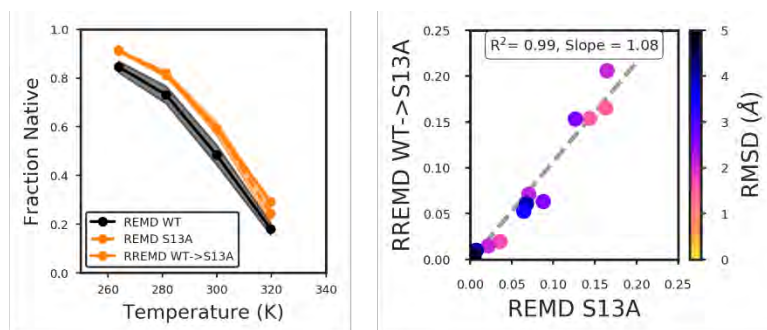 1.0
0.8
0.6
0.4
0.2
0.0
Fraction Native
REMD WT
REMD S13A
RREMD WT->S13A
260 280 300 320 340
Temperature (K)
0.25
0.20
0.15
0.10
0.05
0.00
RREMD WT->S13A
R²= 0.99, Slope = 1.08
0.00 0.05 0.10 0.15 0.20 0.25
REMD S13A
5
4
3
2
1
0
RMSD (Å)